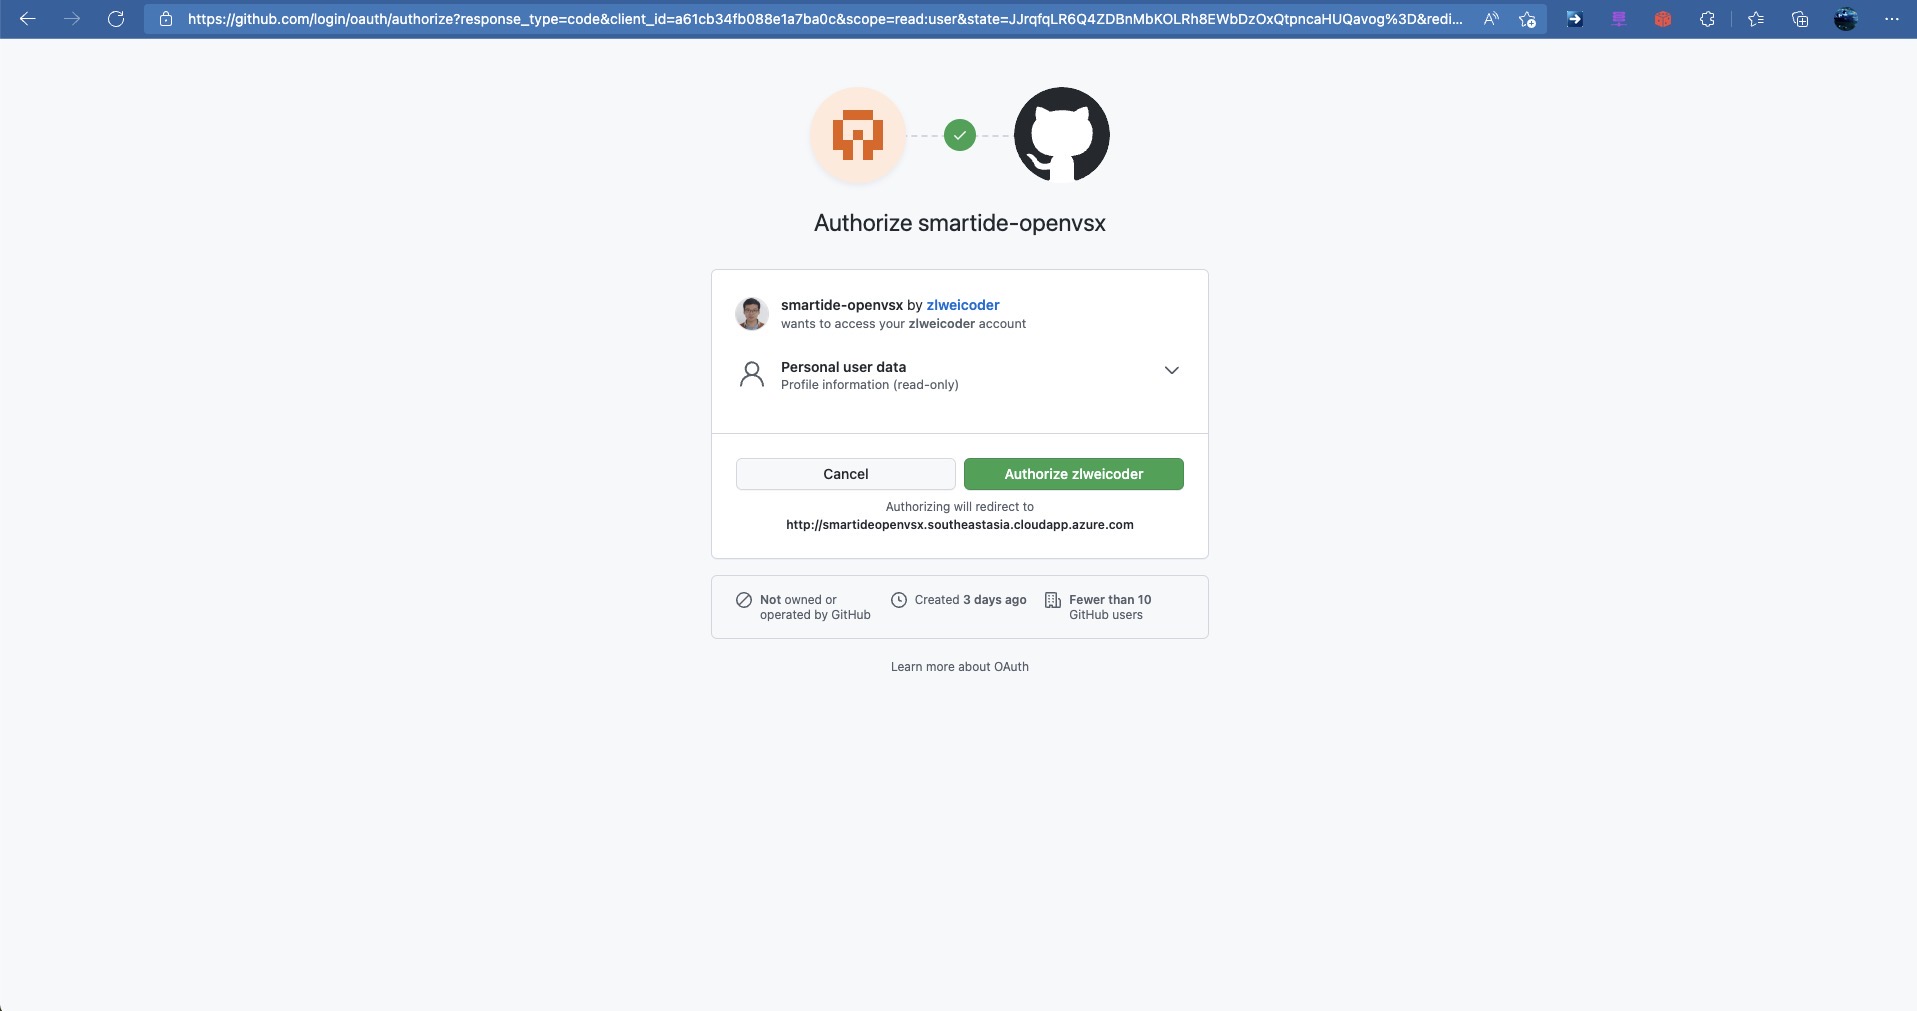 https://github.com/login/oauth/authorize?response_type=code&client_id=a61cb34fb088e1a7ba0c&scope=read:user&state=JJrqfqLR6Q4ZDBnMbKOLRh8EWbDzOxQtpncaHUQavog%3D&redi...
Authorize smartide-openvsx
smartide-openvsx by zlweicoder
wants to access your zlweicoder account
Personal user data
Profile information (read-only)
Cancel
Authorize zlweicoder
Authorizing will redirect to
http://smartideopenvsx.southeastasia.cloudapp.azure.com
Not owned or
operated by GitHub
Created 3 days ago
Fewer than 10
GitHub users
Learn more about OAuth